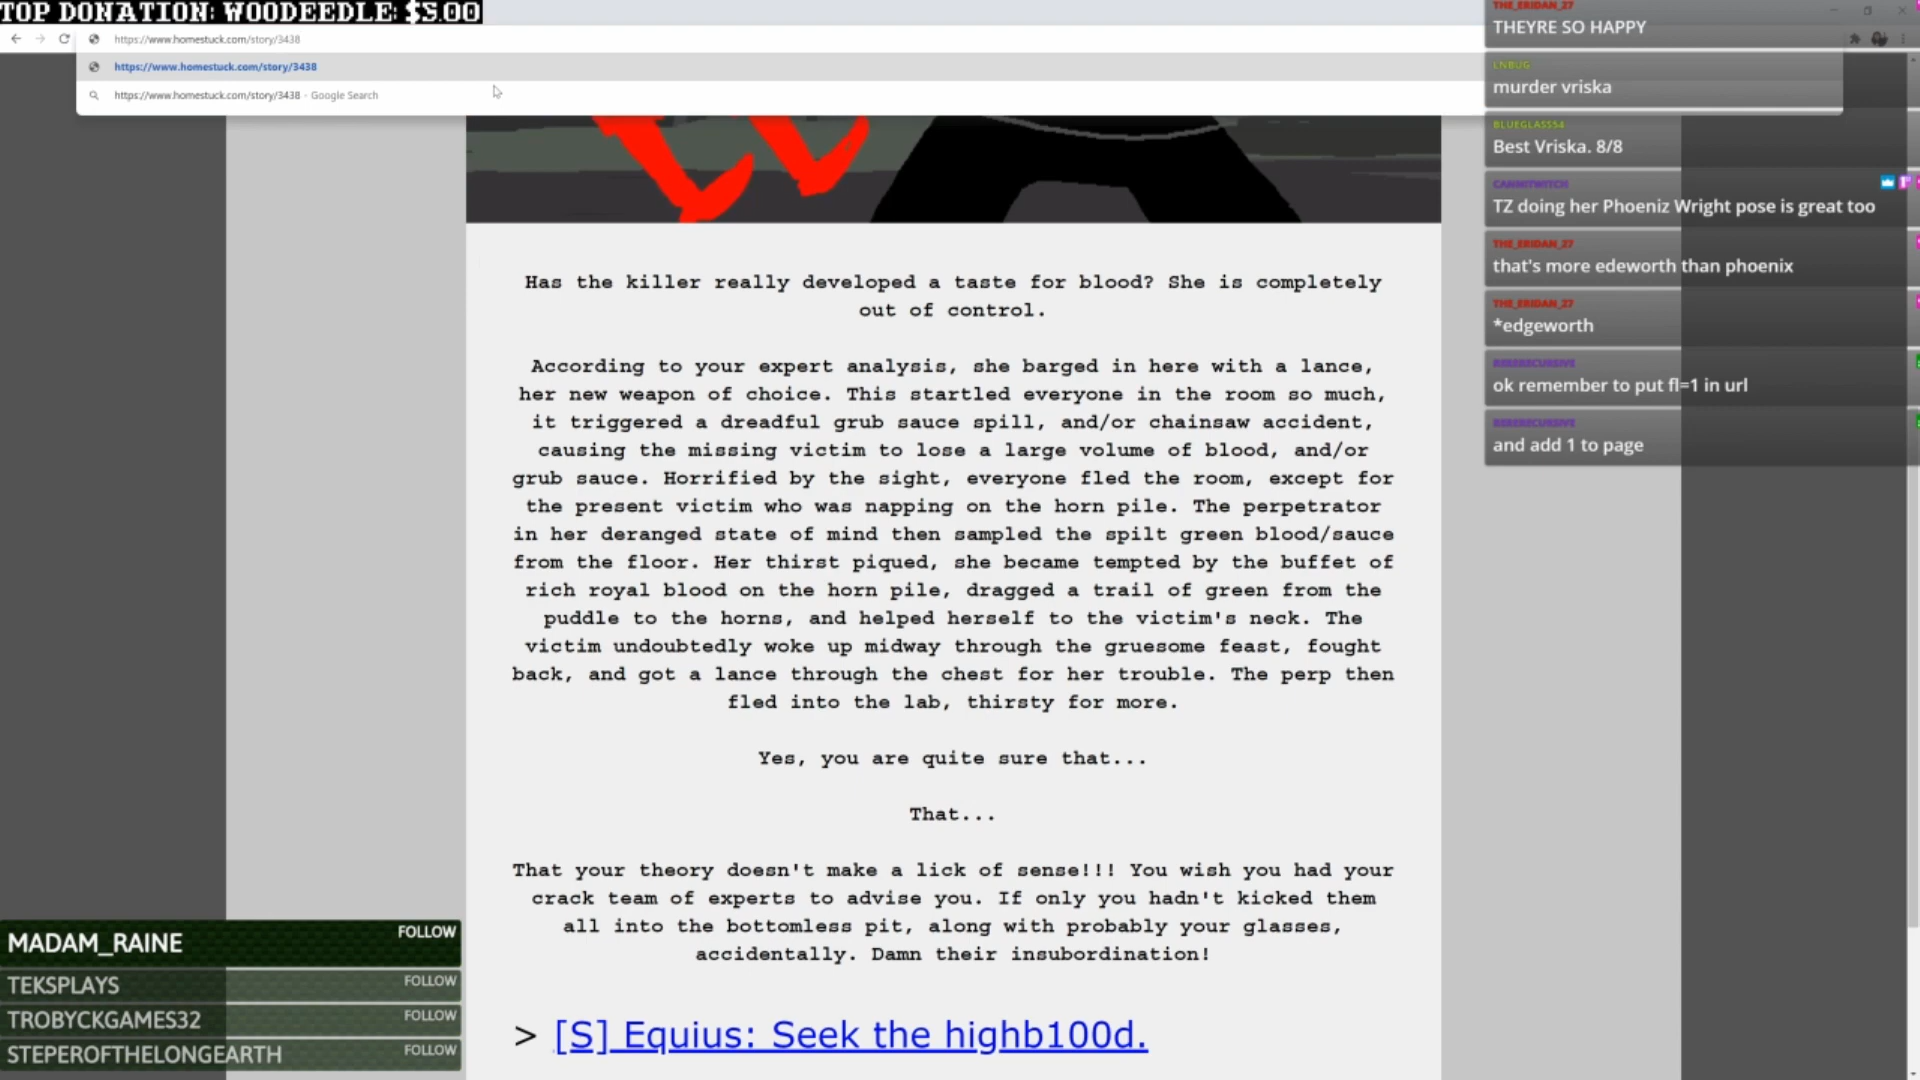 TOP DONATION: WOODEEDLE: $5.00
https://www.homestuck.com/story/3438
https://www.homestuck.com/story/3438
https://www.homestuck.com/story/3438 - Google Search
THE_ERIDAN_27
THEYRE SO HAPPY
LNBUG
murder vriska
BLUEGLASS54
Best Vriska. 8/8
CANNITWITCH
TZ doing her Phoeniz Wright pose is great too
THE_ERIDAN_27
that's more edeworth than phoenix
THE_ERIDAN_27
*edgeworth
ok remember to put fl=1 in url
and add 1 to page
Has the killer really developed a taste for blood? She is completely
out of control.
According to your expert analysis, she barged in here with a lance,
her new weapon of choice. This startled everyone in the room so much,
it triggered a dreadful grub sauce spill, and/or chainsaw accident,
causing the missing victim to lose a large volume of blood, and/or
grub sauce. Horrified by the sight, everyone fled the room, except for
the present victim who was napping on the horn pile. The perpetrator
in her deranged state of mind then sampled the spilt green blood/sauce
from the floor. Her thirst piqued, she became tempted by the buffet of
rich royal blood on the horn pile, dragged a trail of green from the
puddle to the horns, and helped herself to the victim's neck. The
victim undoubtedly woke up midway through the gruesome feast, fought
back, and got a lance through the chest for her trouble. The perp then
fled into the lab, thirsty for more.
Yes, you are quite sure that...
That...
That your theory doesn't make a lick of sense!!! You wish you had your
crack team of experts to advise you. If only you hadn't kicked them
all into the bottomless pit, along with probably your glasses,
accidentally. Damn their insubordination!
> [S] Equius: Seek the highb100d.
MADAM_RAINE FOLLOW
TEKSPLAYS FOLLOW
TROBYCKGAMES32 FOLLOW
STEPEROFTHELONGEARTH FOLLOW